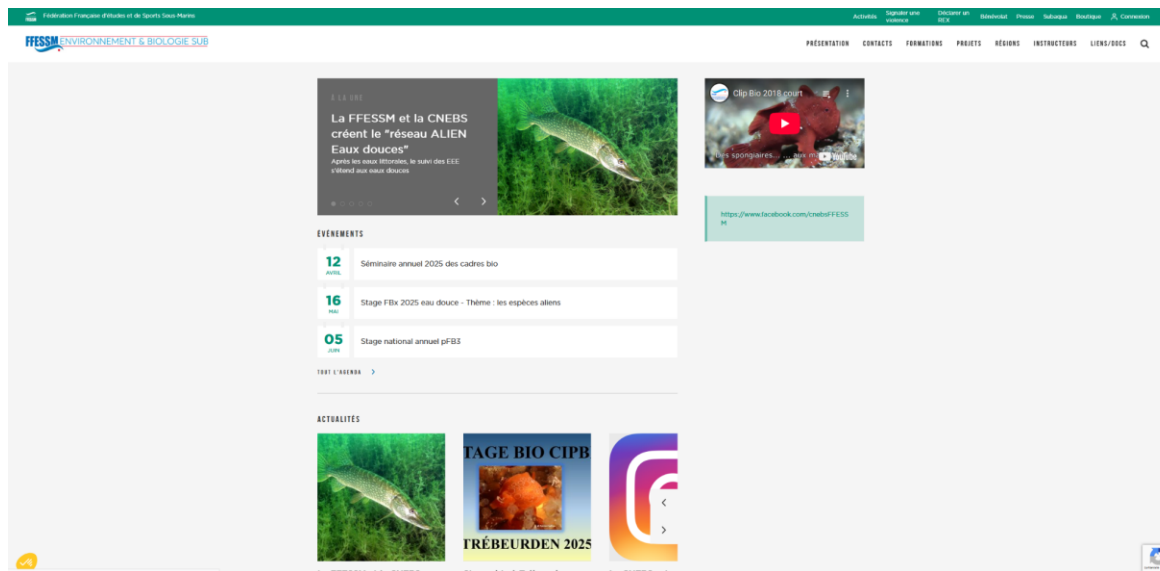 Fédération Française d'études et de Sports Sous-Marins
Activités
Signaler une violence
Déclarer un REX
Bénévolat
Presse
Subaqua
Boutique
Connexion
FFESSM ENVIRONNEMENT & BIOLOGIE SUB
PRÉSENTATION
CONTACTS
FORMATIONS
PROJETS
RÉGIONS
INSTRUCTEURS
LIENS/DOCS
À LA UNE
La FFESSM et la CNEBS
créent le "réseau ALIEN
Eaux douces"
Après les eaux littorales, le suivi des EEE
s'étend aux eaux douces
Clip Bio 2018 court
des spongiaires... ... aux m
YouTube
https://www.facebook.com/cnebsFFESS
M
ÉVÉNEMENTS
12
AVRIL
Séminaire annuel 2025 des cadres bio
16
MAI
Stage FBx 2025 eau douce - Thème : les espèces aliens
05
JUIN
Stage national annuel pFB3
TOUT L'AGENDA
ACTUALITÉS
TAGE BIO CIPB
TRÉBEURDEN 2025